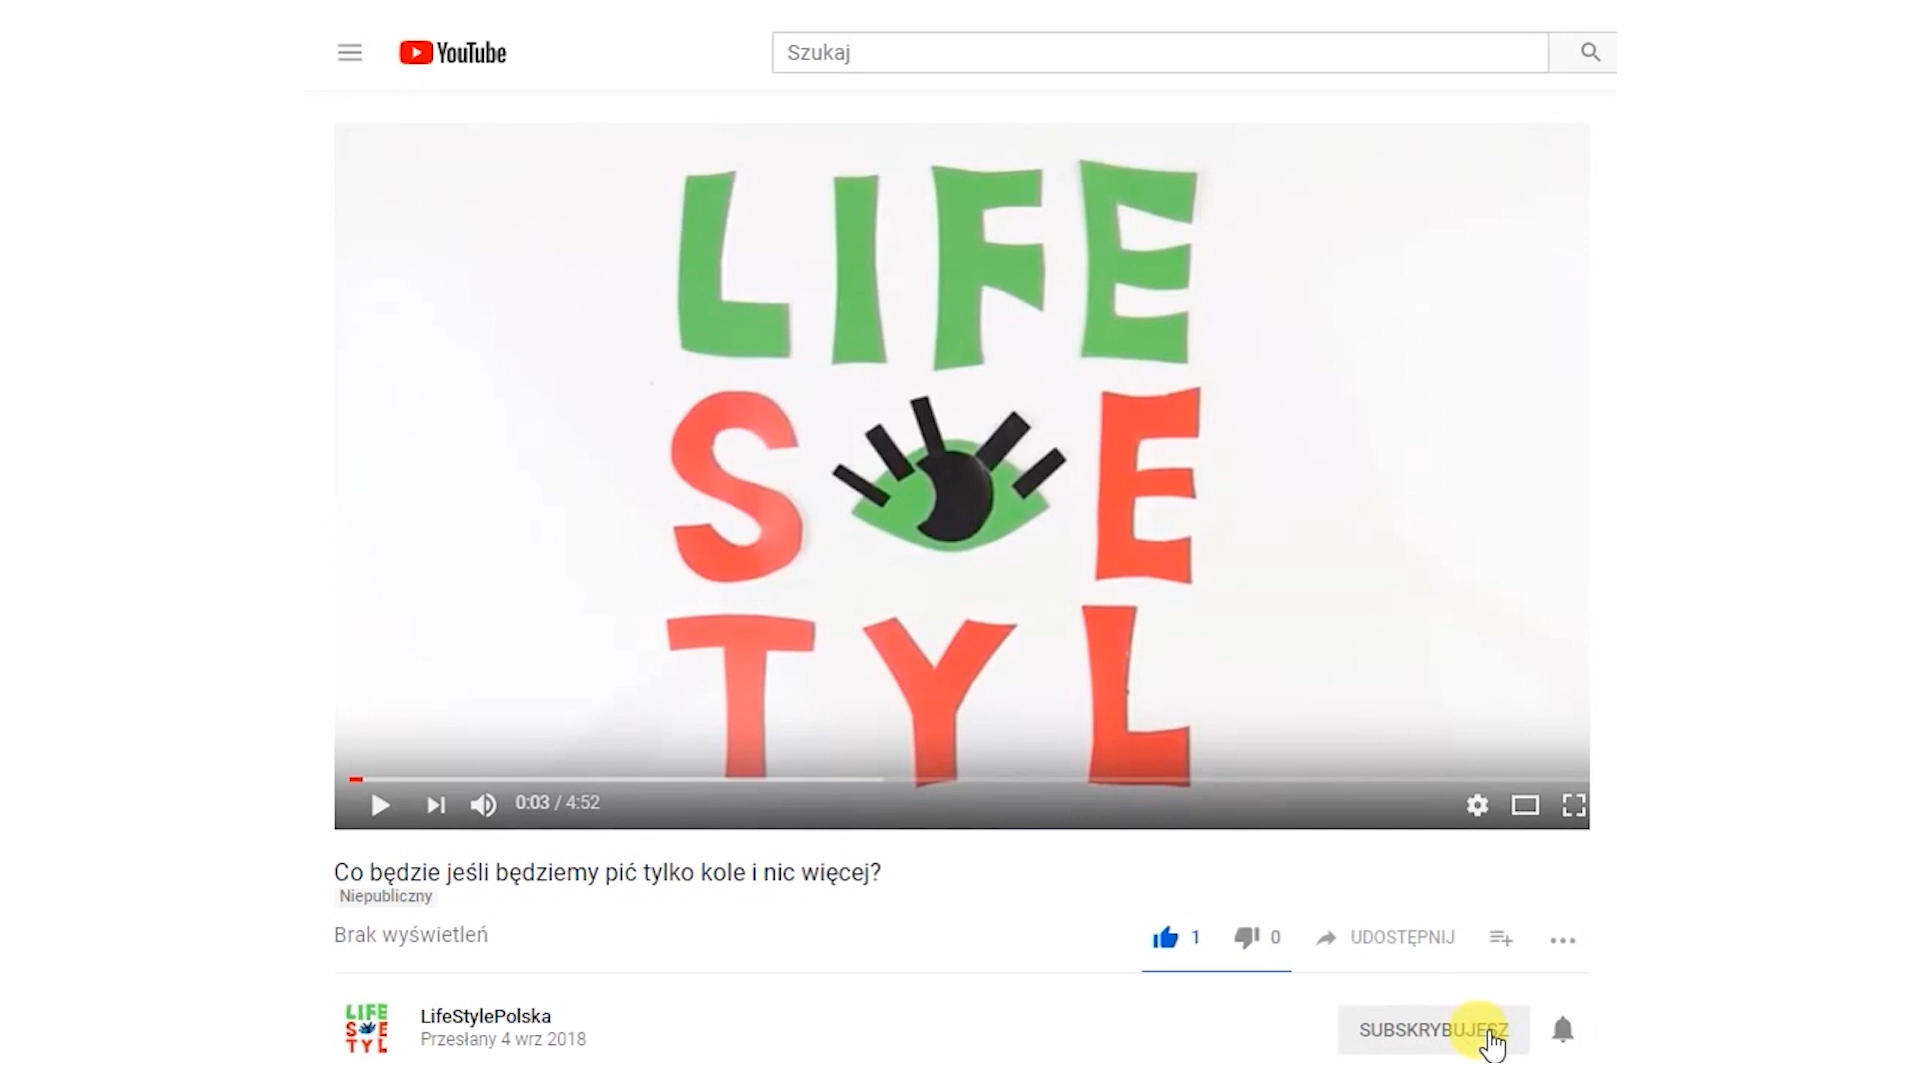 YouTube
Szukaj
LIFE
S E
TYL
0:03 / 4:52
Co będzie jeśli będziemy pić tylko kole i nic więcej?
Niepubliczny
Brak wyświetleń
1 0 UDOSTĘPNIJ
LIFE
S E
TYL
LifeStylePolska
Przesłany 4 wrz 2018
SUBSKRYBUJESZ